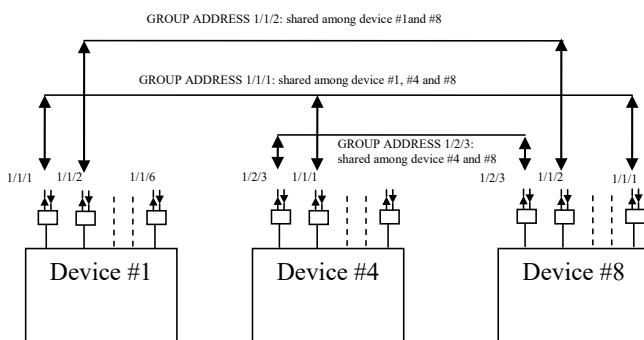 GROUP ADDRESS 1/1/2: shared among device #1and #8
GROUP ADDRESS 1/1/1: shared among device #1, #4 and #8
GROUP ADDRESS 1/2/3:
shared among device #4 and #8
1/1/1 1/1/2 1/1/6 1/2/3 1/1/1 1/2/3 1/1/2 1/1/1
Device #1 Device #4 Device #8